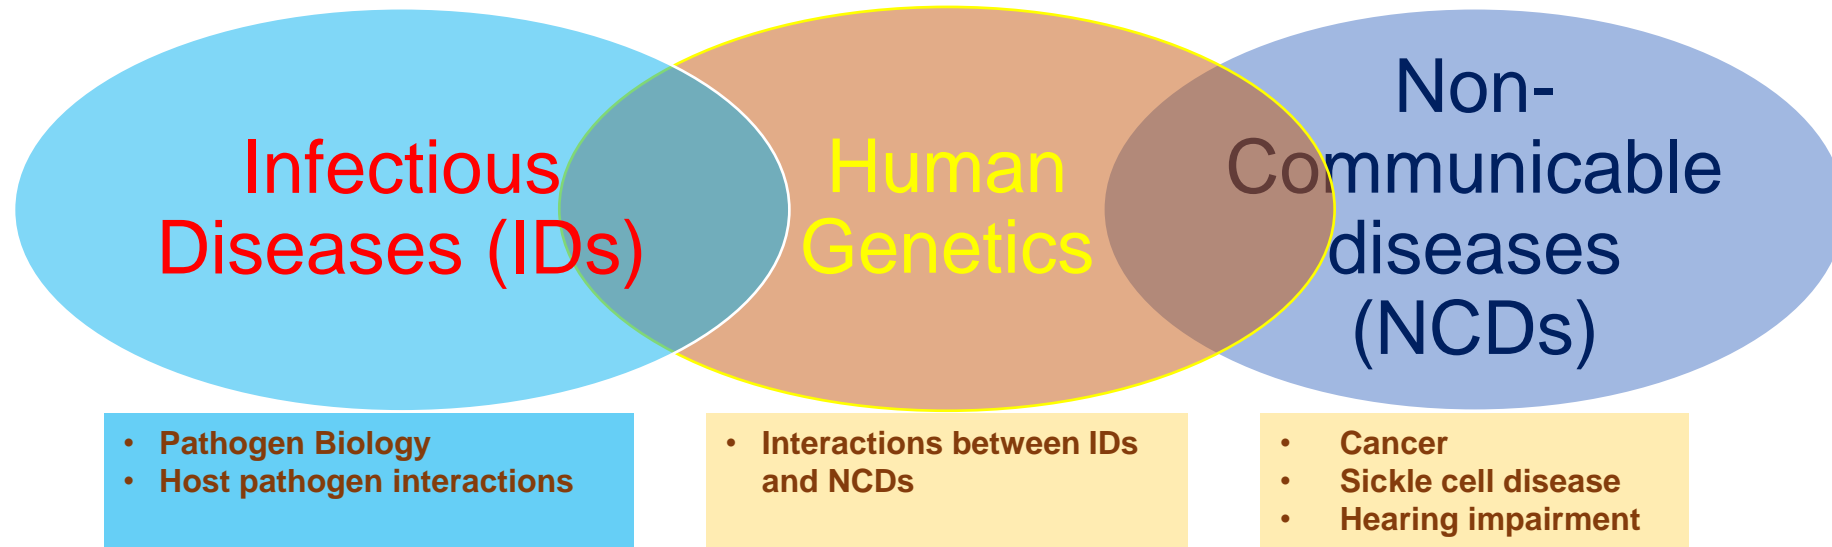 Infectious
Diseases (IDs)
Human
Genetics
Non-
Communicable
diseases
(NCDs)
• Pathogen Biology
• Host pathogen interactions
• Interactions between IDs
and NCDs
• Cancer
• Sickle cell disease
• Hearing impairment